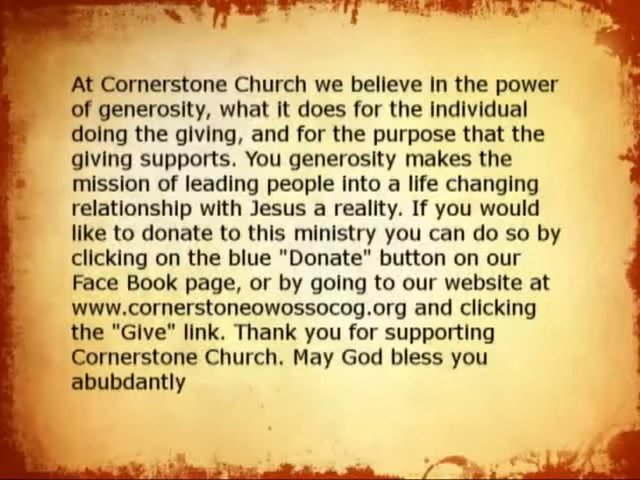 At Cornerstone Church we believe in the power
of generosity, what it does for the individual
doing the giving, and for the purpose that the
giving supports. You generosity makes the
mission of leading people into a life changing
relationship with Jesus a reality. If you would
like to donate to this ministry you can do so by
clicking on the blue "Donate" button on our
Face Book page, or by going to our website at
www.cornerstoneowossocog.org and clicking
the "Give" link. Thank you for supporting
Cornerstone Church. May God bless you
abubdantly